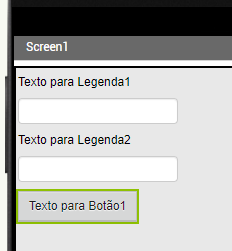 Screen1
Texto para Legenda1
Texto para Legenda2
Texto para Botão1